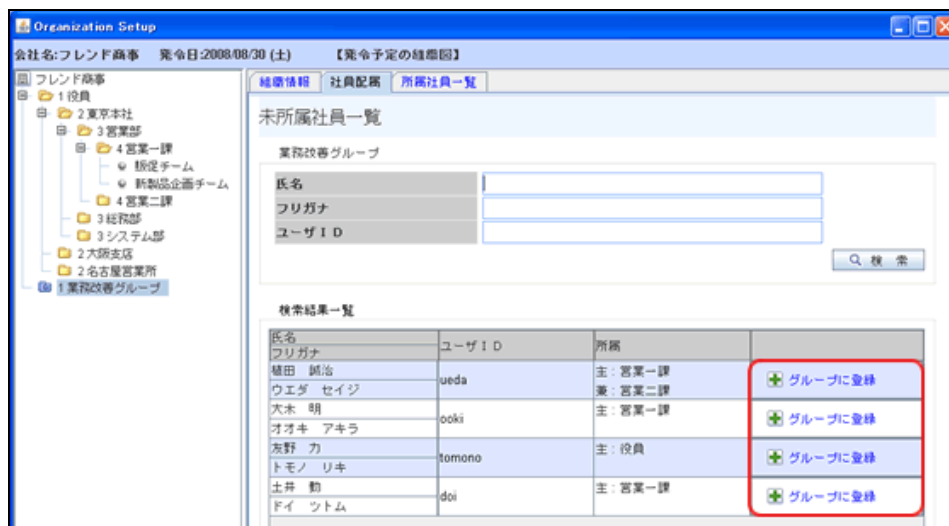 Organization Setup
会社名:フレンド商事 発令日:2008/08/30 (土) 【発令予定の組織図】
フレンド商事
1 役員
2 東京本社
3 営業部
4 営業一課
販促チーム
新製品企画チーム
4 営業二課
3 総務部
3 システム部
2 大阪支店
2 名古屋営業所
1 業務改善グループ
組織情報 社員配属 所属社員一覧
未所属社員一覧
業務改善グループ
氏名
フリガナ
ユーザID
検 索
検索結果一覧
氏名
フリガナ
ユーザID
所属
植田 誠治
ウエダ セイジ
ueda
主:営業一課
兼:営業二課
グループに登録
大木 明
オオキ アキラ
ooki
主:営業一課
グループに登録
友野 力
トモノ リキ
tomono
主:役員
グループに登録
土井 勤
ドイ ツトム
doi
主:営業一課
グループに登録